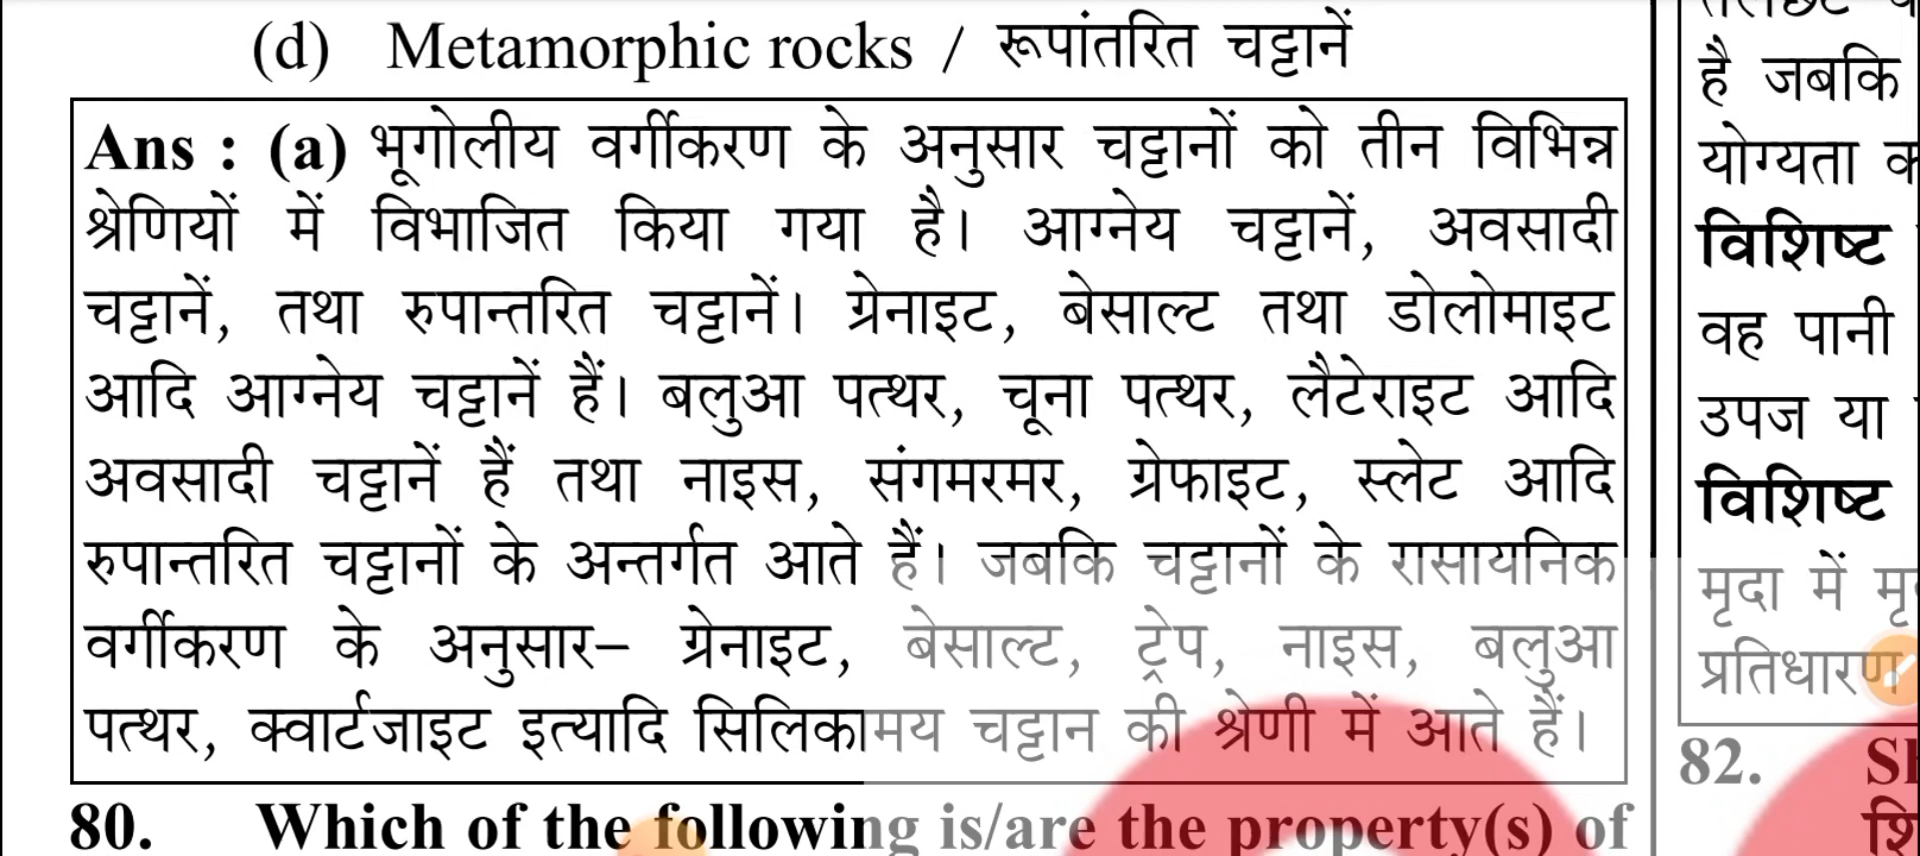 (d) Metamorphic rocks / रूपांतरित चट्टानें
Ans : (a) भूगोलीय वर्गीकरण के अनुसार चट्टानों को तीन विभिन्न
श्रेणियों में विभाजित किया गया है। आग्नेय चट्टानें, अवसादी
चट्टानें, तथा रुपान्तरित चट्टानें। ग्रेनाइट, बेसाल्ट तथा डोलोमाइट
आदि आग्नेय चट्टानें हैं। बलुआ पत्थर, चूना पत्थर, लैटेराइट आदि
अवसादी चट्टानें हैं तथा नाइस, संगमरमर, ग्रेफाइट, स्लेट आदि
रुपान्तरित चट्टानों के अन्तर्गत आते हैं। जबकि चट्टानों के रासायनिक
वर्गीकरण के अनुसार– ग्रेनाइट, बेसाल्ट, ट्रेप, नाइस, बलुआ
पत्थर, क्वार्टजाइट इत्यादि सिलिकामय चट्टान की श्रेणी में आते हैं।
80. Which of the following is/are the property(s) of
है जबकि
योग्यता
विशिष्ट
वह पानी
उपज या
विशिष्ट
मृदा में
प्रतिधारण
82.